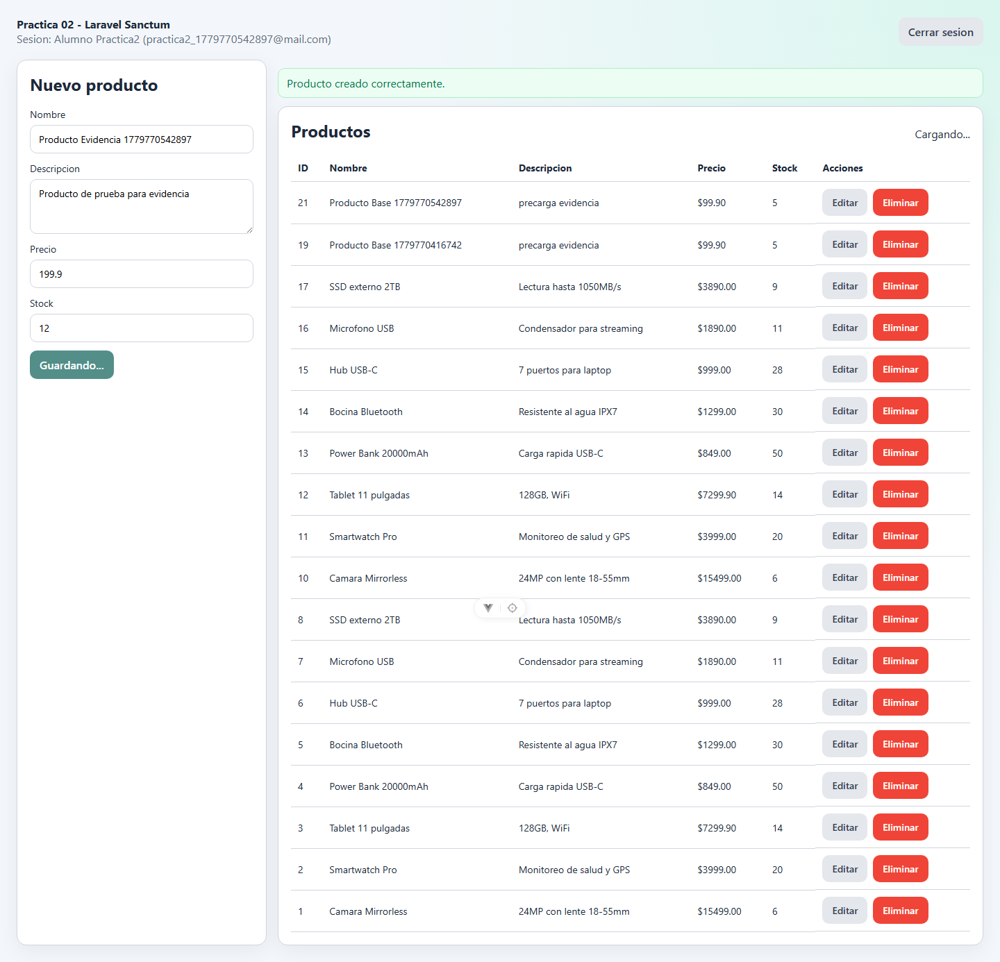 Practica 02 - Laravel Sanctum
Sesion: Alumno Practica2 (practica2_1779770542897@mail.com)
Cerrar sesion
Nuevo producto
Nombre
Producto Evidencia 1779770542897
Descripcion
Producto de prueba para evidencia
Precio
199.9
Stock
12
Guardando...
Producto creado correctamente.
Productos
Cargando...
ID Nombre Descripcion Precio Stock Acciones
21 Producto Base 1779770542897 precarga evidencia $99.90 5 Editar Eliminar
19 Producto Base 1779770416742 precarga evidencia $99.90 5 Editar Eliminar
17 SSD externo 2TB Lectura hasta 1050MB/s $3890.00 9 Editar Eliminar
16 Microfono USB Condensador para streaming $1890.00 11 Editar Eliminar
15 Hub USB-C 7 puertos para laptop $999.00 28 Editar Eliminar
14 Bocina Bluetooth Resistente al agua IPX7 $1299.00 30 Editar Eliminar
13 Power Bank 20000mAh Carga rapida USB-C $849.00 50 Editar Eliminar
12 Tablet 11 pulgadas 128GB, WiFi $7299.90 14 Editar Eliminar
11 Smartwatch Pro Monitoreo de salud y GPS $3999.00 20 Editar Eliminar
10 Camara Mirrorless 24MP con lente 18-55mm $15499.00 6 Editar Eliminar
8 SSD externo 2TB Lectura hasta 1050MB/s $3890.00 9 Editar Eliminar
7 Microfono USB Condensador para streaming $1890.00 11 Editar Eliminar
6 Hub USB-C 7 puertos para laptop $999.00 28 Editar Eliminar
5 Bocina Bluetooth Resistente al agua IPX7 $1299.00 30 Editar Eliminar
4 Power Bank 20000mAh Carga rapida USB-C $849.00 50 Editar Eliminar
3 Tablet 11 pulgadas 128GB, WiFi $7299.90 14 Editar Eliminar
2 Smartwatch Pro Monitoreo de salud y GPS $3999.00 20 Editar Eliminar
1 Camara Mirrorless 24MP con lente 18-55mm $15499.00 6 Editar Eliminar